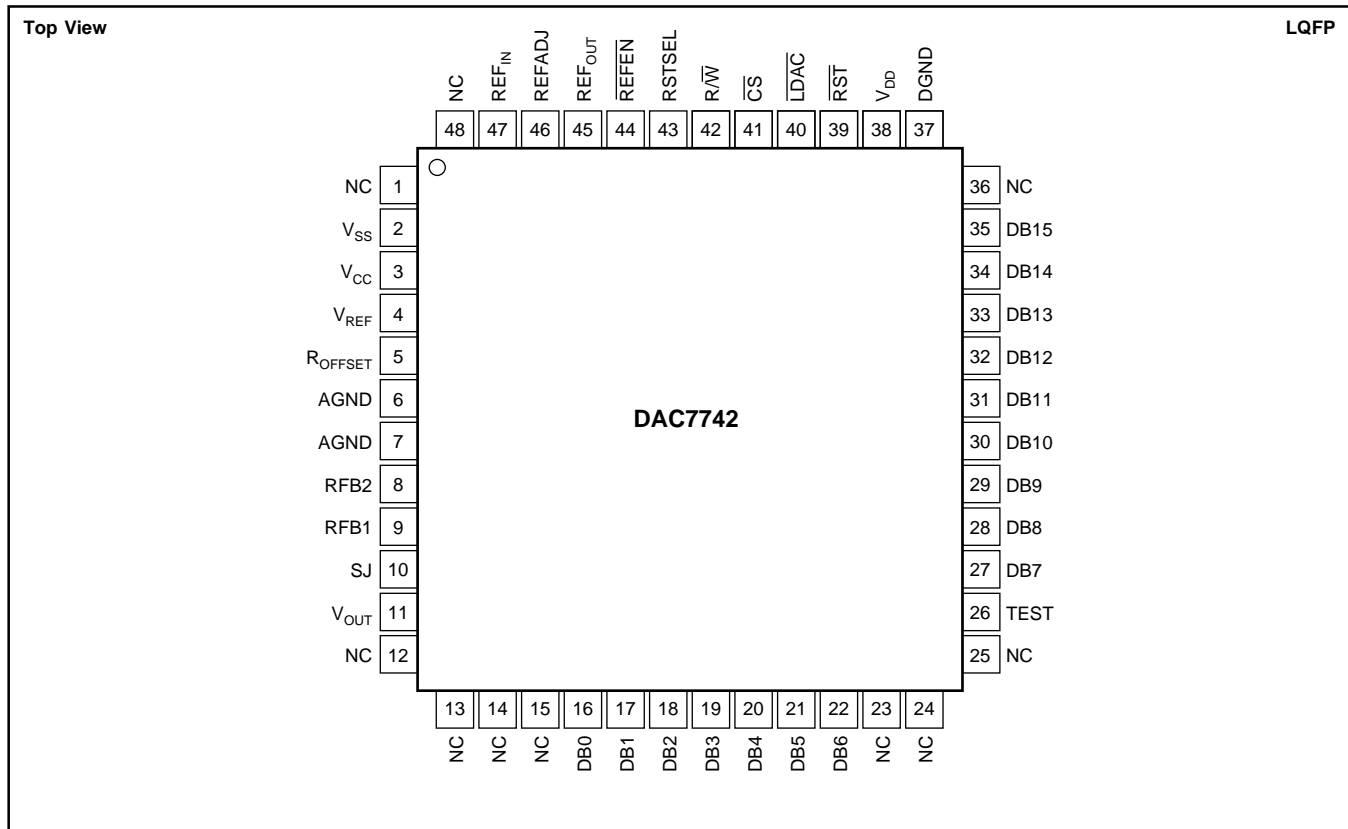 Top View
LQFP
NC
REF_IN
REFADJ
REF_OUT
R̅E̅F̅E̅N̅
RSTSEL
R/W̅
C̅S̅
L̅D̅A̅C̅
R̅S̅T̅
V_DD
DGND
48 47 46 45 44 43 42 41 40 39 38 37
NC 1
V_SS 2
V_CC 3
V_REF 4
R_OFFSET 5
AGND 6
AGND 7
RFB2 8
RFB1 9
SJ 10
V_OUT 11
NC 12
DAC7742
36 NC
35 DB15
34 DB14
33 DB13
32 DB12
31 DB11
30 DB10
29 DB9
28 DB8
27 DB7
26 TEST
25 NC
13 14 15 16 17 18 19 20 21 22 23 24
NC
NC
NC
DB0
DB1
DB2
DB3
DB4
DB5
DB6
NC
NC